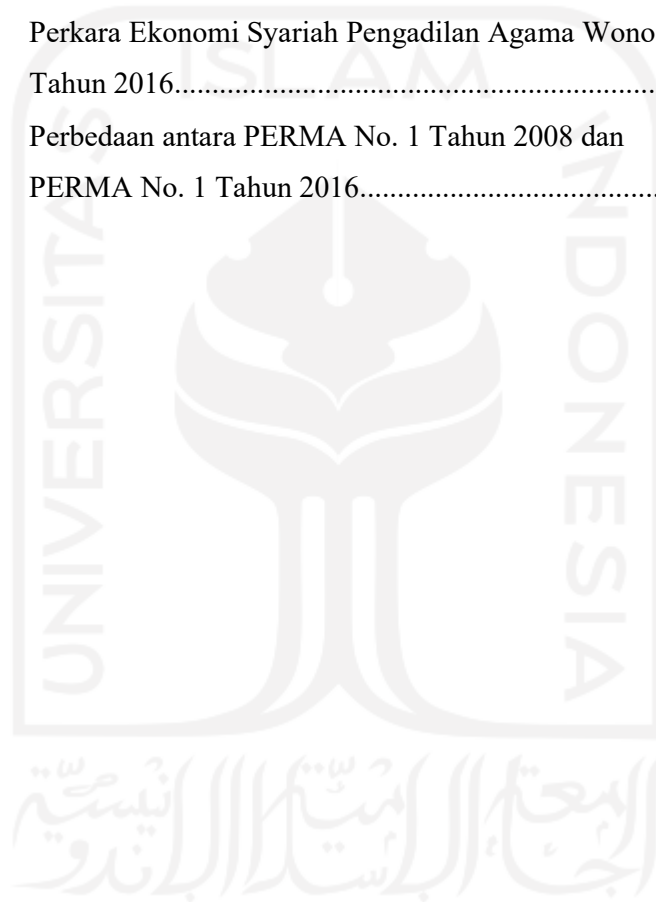 Perkara Ekonomi Syariah Pengadilan Agama Wono
Tahun 2016..............................................................
Perbedaan antara PERMA No. 1 Tahun 2008 dan
PERMA No. 1 Tahun 2016.......................................
ISLAM
UNIVERSITAS
INDONESIA